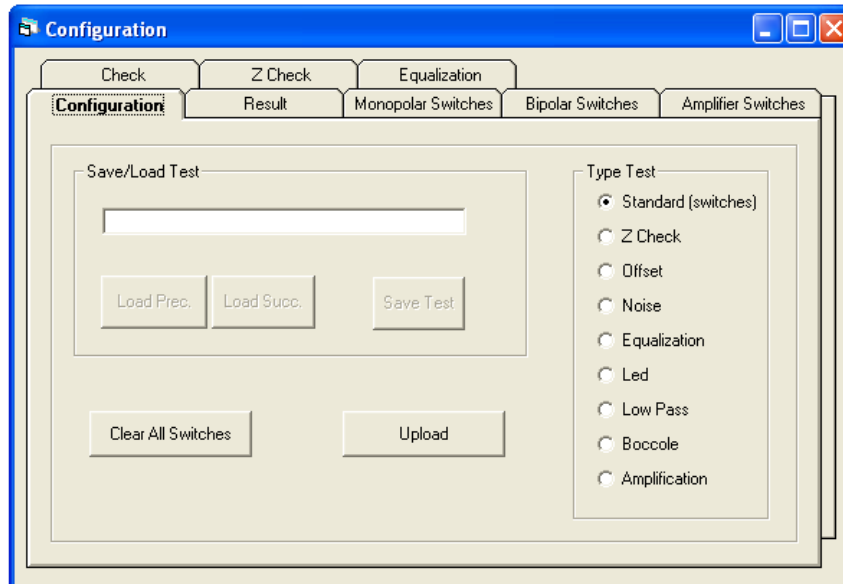 Configuration
Check Z Check Equalization
Configuration Result Monopolar Switches Bipolar Switches Amplifier Switches
Save/Load Test
Load Prec. Load Succ. Save Test
Clear All Switches Upload
Type Test
Standard (switches)
Z Check
Offset
Noise
Equalization
Led
Low Pass
Boccole
Amplification